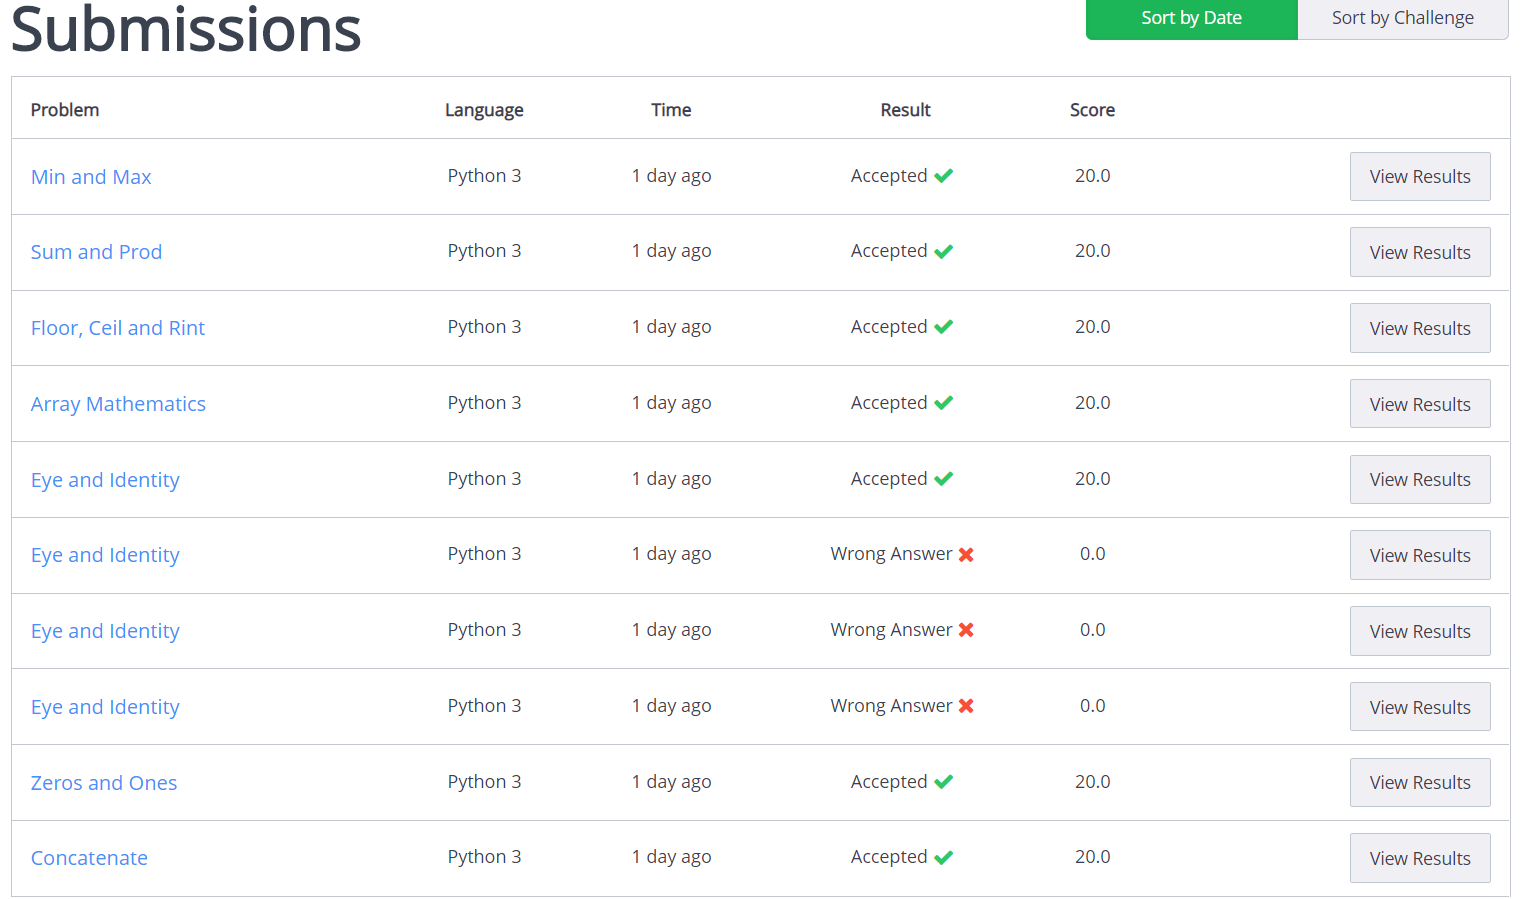 Submissions
Sort by Date Sort by Challenge
Problem Language Time Result Score
Min and Max Python 3 1 day ago Accepted 20.0 View Results
Sum and Prod Python 3 1 day ago Accepted 20.0 View Results
Floor, Ceil and Rint Python 3 1 day ago Accepted 20.0 View Results
Array Mathematics Python 3 1 day ago Accepted 20.0 View Results
Eye and Identity Python 3 1 day ago Accepted 20.0 View Results
Eye and Identity Python 3 1 day ago Wrong Answer 0.0 View Results
Eye and Identity Python 3 1 day ago Wrong Answer 0.0 View Results
Eye and Identity Python 3 1 day ago Wrong Answer 0.0 View Results
Zeros and Ones Python 3 1 day ago Accepted 20.0 View Results
Concatenate Python 3 1 day ago Accepted 20.0 View Results